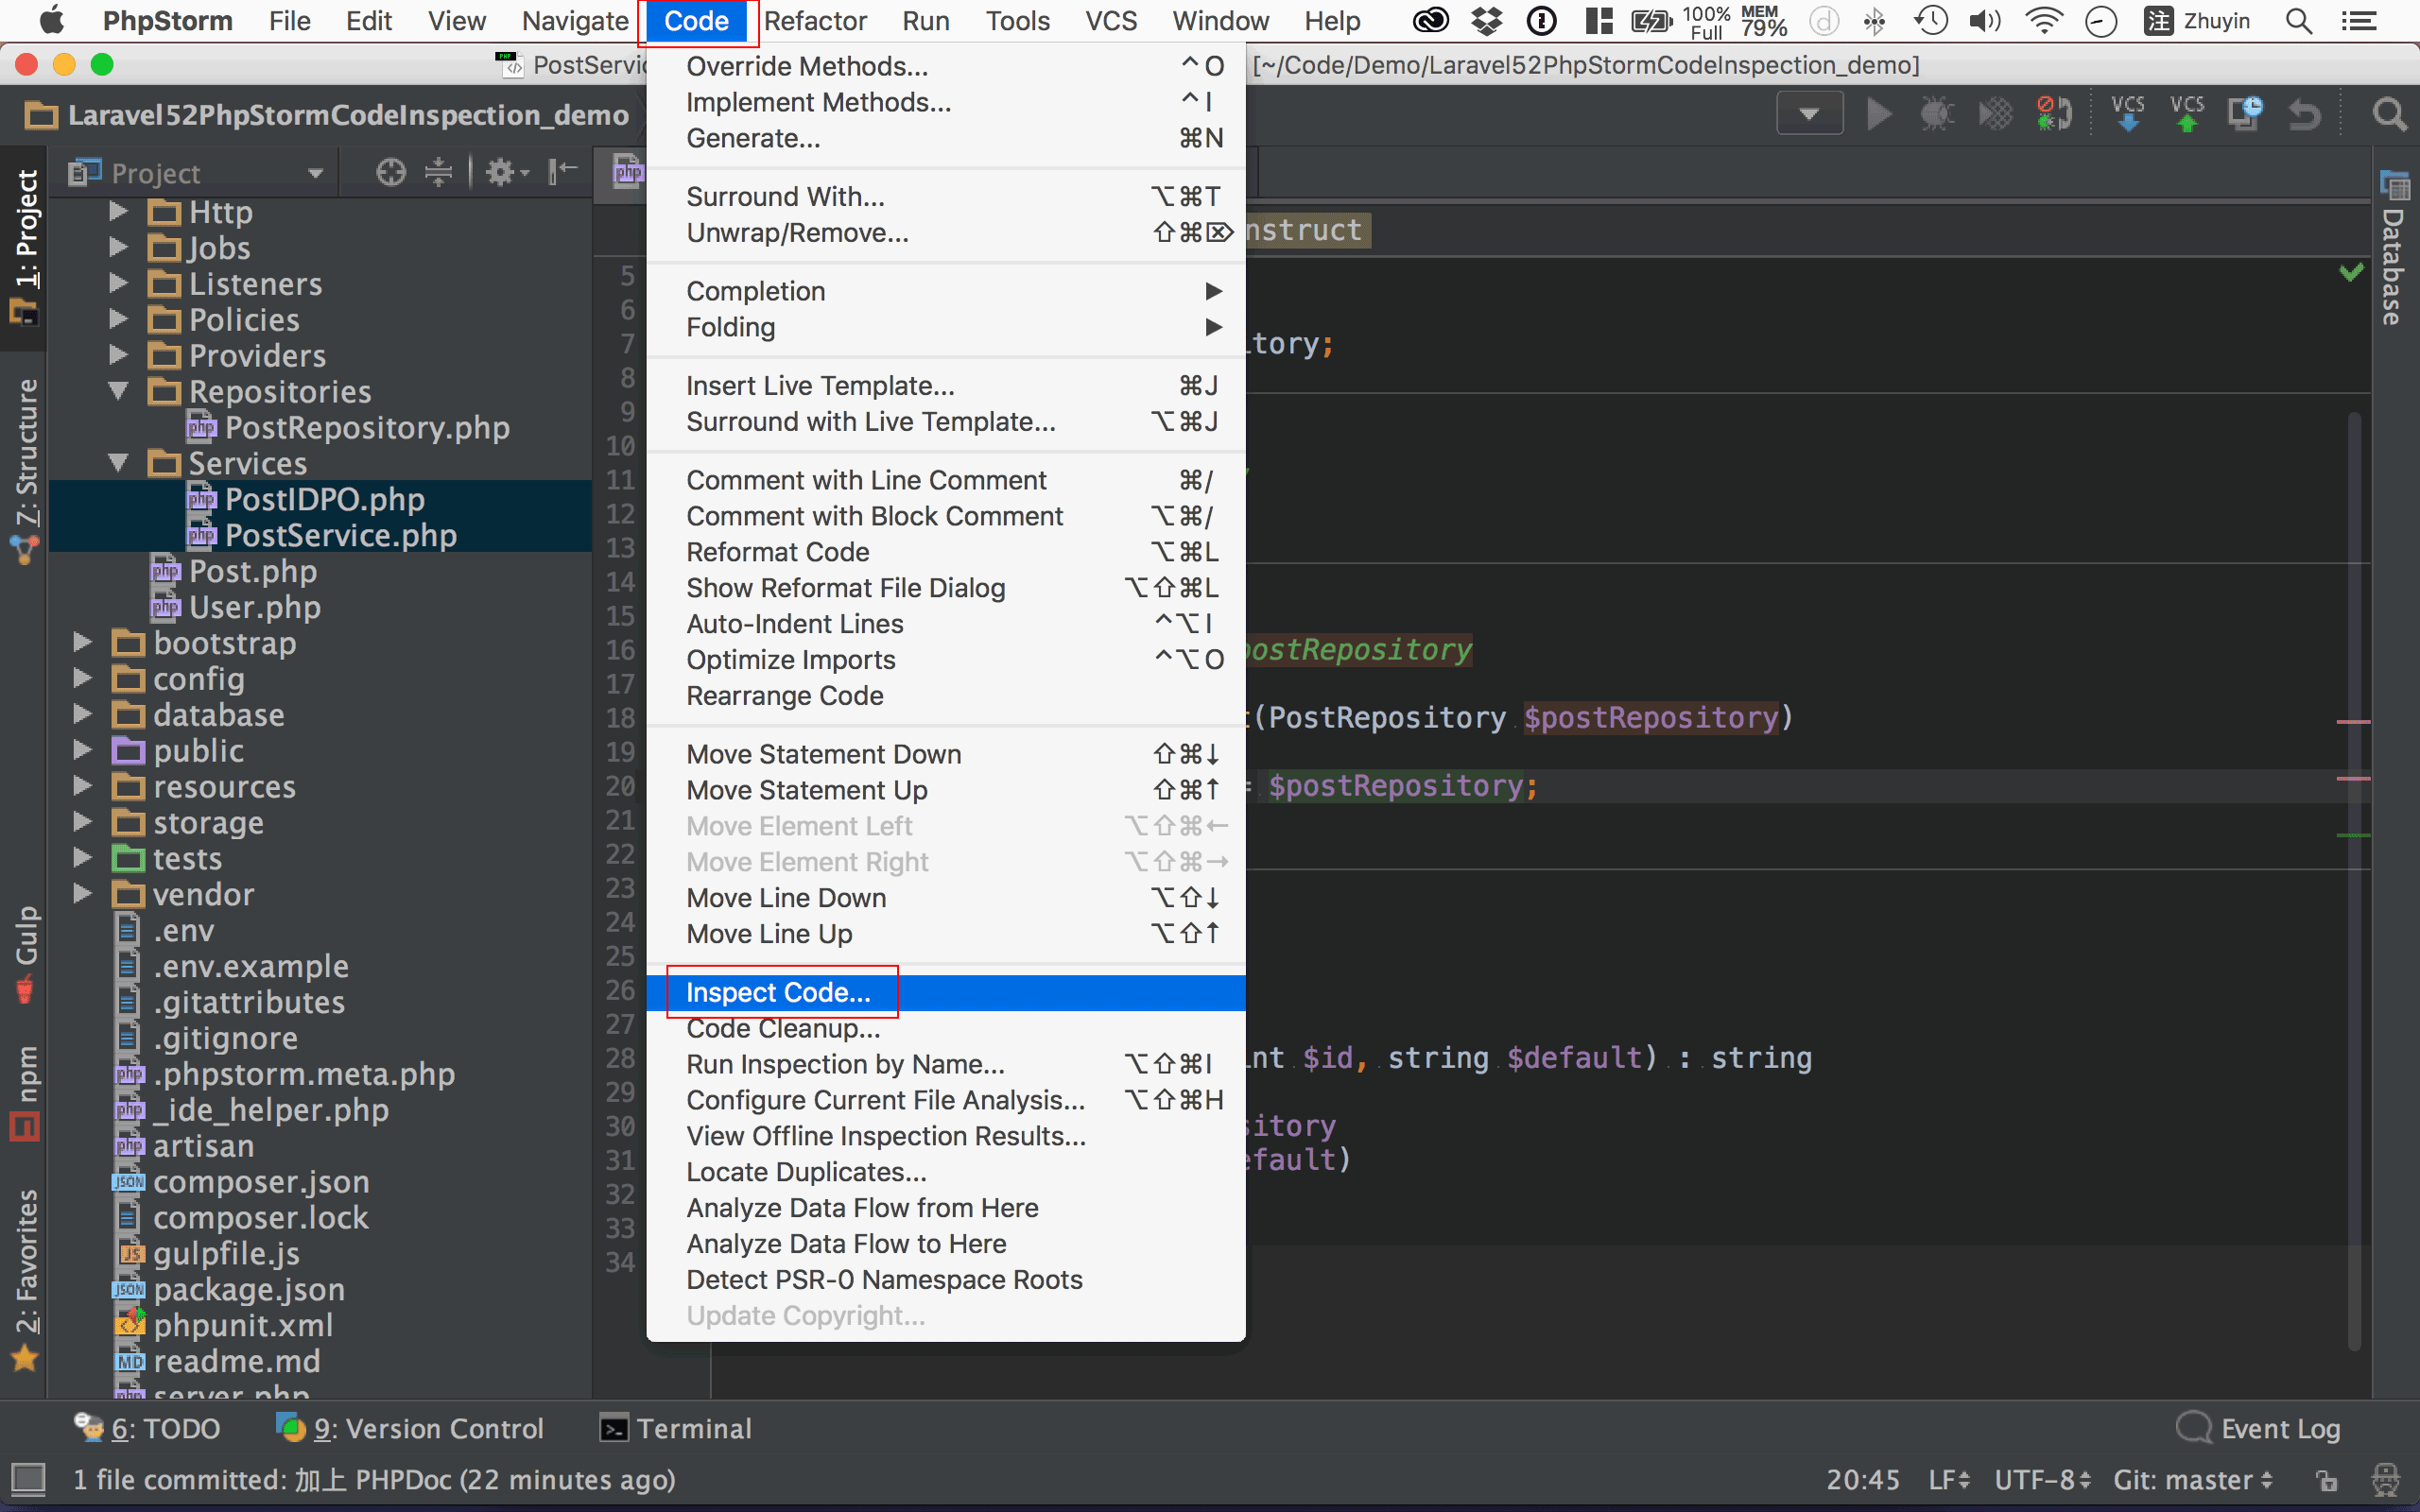 PhpStorm File Edit View Navigate Code Refactor Run Tools VCS Window Help 100% Full MEM 79% 注 Zhuyin
PostServic [~/Code/Demo/Laravel52PhpStormCodeInspection_demo]
Laravel52PhpStormCodeInspection_demo VCS VCS
1: Project
7: Structure
Gulp
npm
2: Favorites
Project
Http
Jobs
Listeners
Policies
Providers
Repositories
PostRepository.php
Services
PostIDPO.php
PostService.php
Post.php
User.php
bootstrap
config
database
public
resources
storage
tests
vendor
.env
.env.example
.gitattributes
.gitignore
.phpstorm.meta.php
_ide_helper.php
artisan
composer.json
composer.lock
gulpfile.js
package.json
phpunit.xml
readme.md
server.php
Override Methods... ^O
Implement Methods... ^I
Generate... ⌘N
Surround With... ⌥⌘T
Unwrap/Remove... ⇧⌘⌦
Completion ▶
Folding ▶
Insert Live Template... ⌘J
Surround with Live Template... ⌥⌘J
Comment with Line Comment ⌘/
Comment with Block Comment ⌥⌘/
Reformat Code ⌥⌘L
Show Reformat File Dialog ⌥⇧⌘L
Auto-Indent Lines ^⌥I
Optimize Imports ^⌥O
Rearrange Code
Move Statement Down ⇧⌘↓
Move Statement Up ⇧⌘↑
Move Element Left ⌥⇧⌘←
Move Element Right ⌥⇧⌘→
Move Line Down ⌥⇧↓
Move Line Up ⌥⇧↑
Inspect Code...
Code Cleanup...
Run Inspection by Name... ⌥⇧⌘I
Configure Current File Analysis... ⌥⇧⌘H
View Offline Inspection Results...
Locate Duplicates...
Analyze Data Flow from Here
Analyze Data Flow to Here
Detect PSR-0 Namespace Roots
Update Copyright...
nstruct
5
6
7 tory;
8
9
10
11
12
13
14
15
16 postRepository
17
18 t(PostRepository $postRepository)
19
20 = $postRepository;
21
22
23
24
25
26
27
28 int $id, string $default) : string
29
30 sitory
31 efault)
32
33
34
Database
6: TODO 9: Version Control Terminal Event Log
1 file committed: 加上 PHPDoc (22 minutes ago) 20:45 LF UTF-8 Git: master